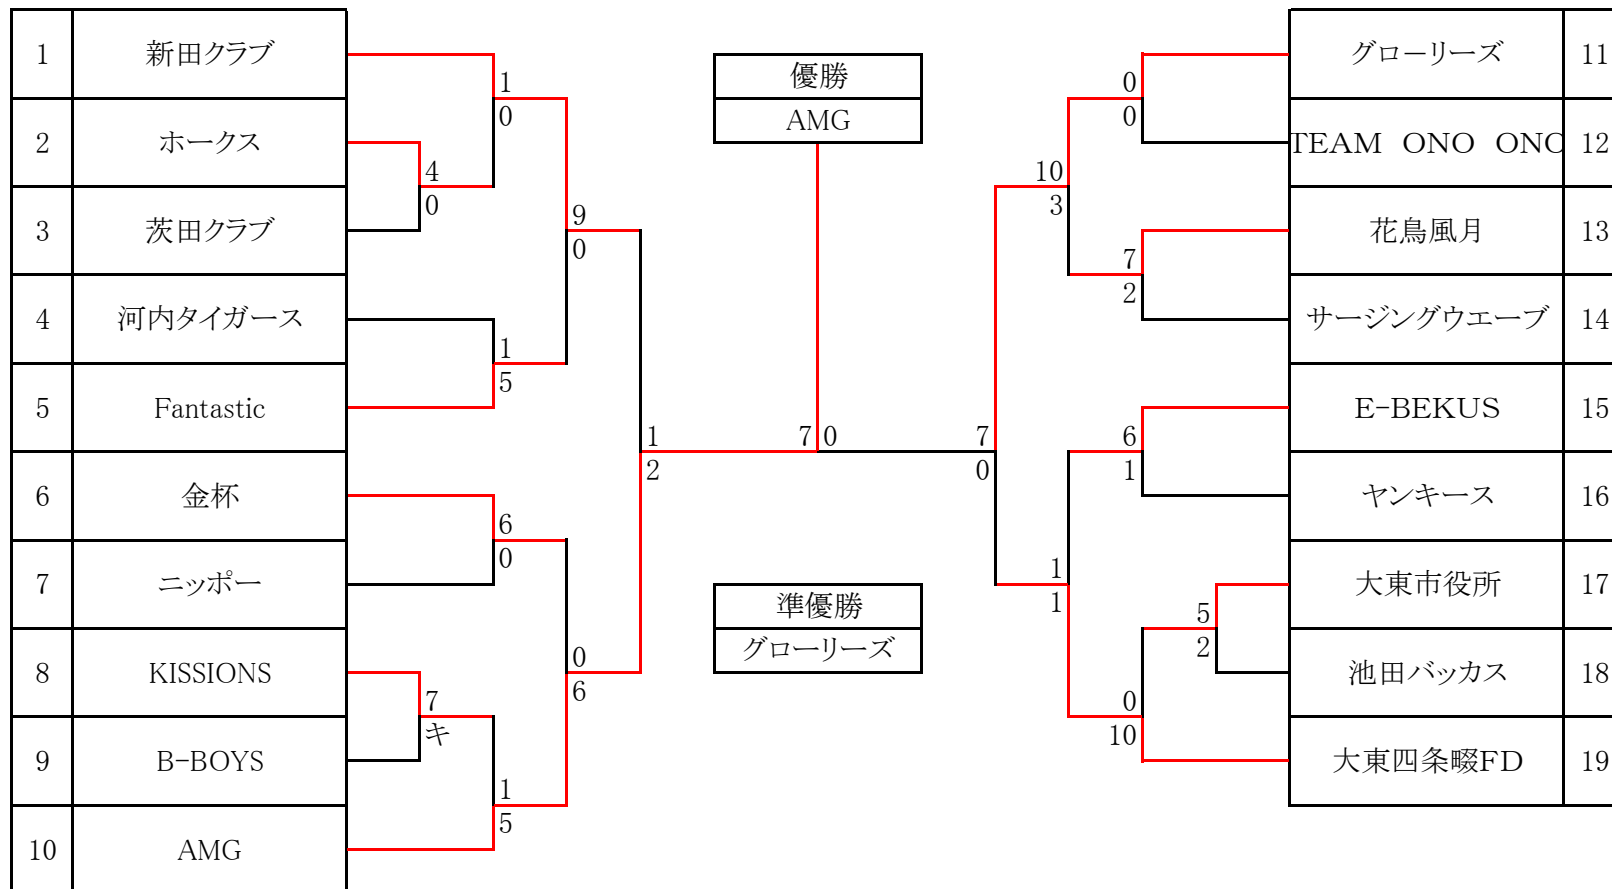 1 新田クラブ
2 ホークス
3 茨田クラブ
4 河内タイガース
5 Fantastic
6 金杯
7 ニッポー
8 KISSIONS
9 B-BOYS
10 AMG
1
0
4
0
9
0
1
5
1
2
6
0
0
6
7
キ
1
5
優勝
AMG
7 0
準優勝
グローリーズ
0
0
10
3
7
2
7
0
6
1
1
1
5
2
0
10
グローリーズ 11
TEAM ONO ONO 12
花鳥風月 13
サージングウエーブ 14
E-BEKUS 15
ヤンキース 16
大東市役所 17
池田バッカス 18
大東四条畷FD 19